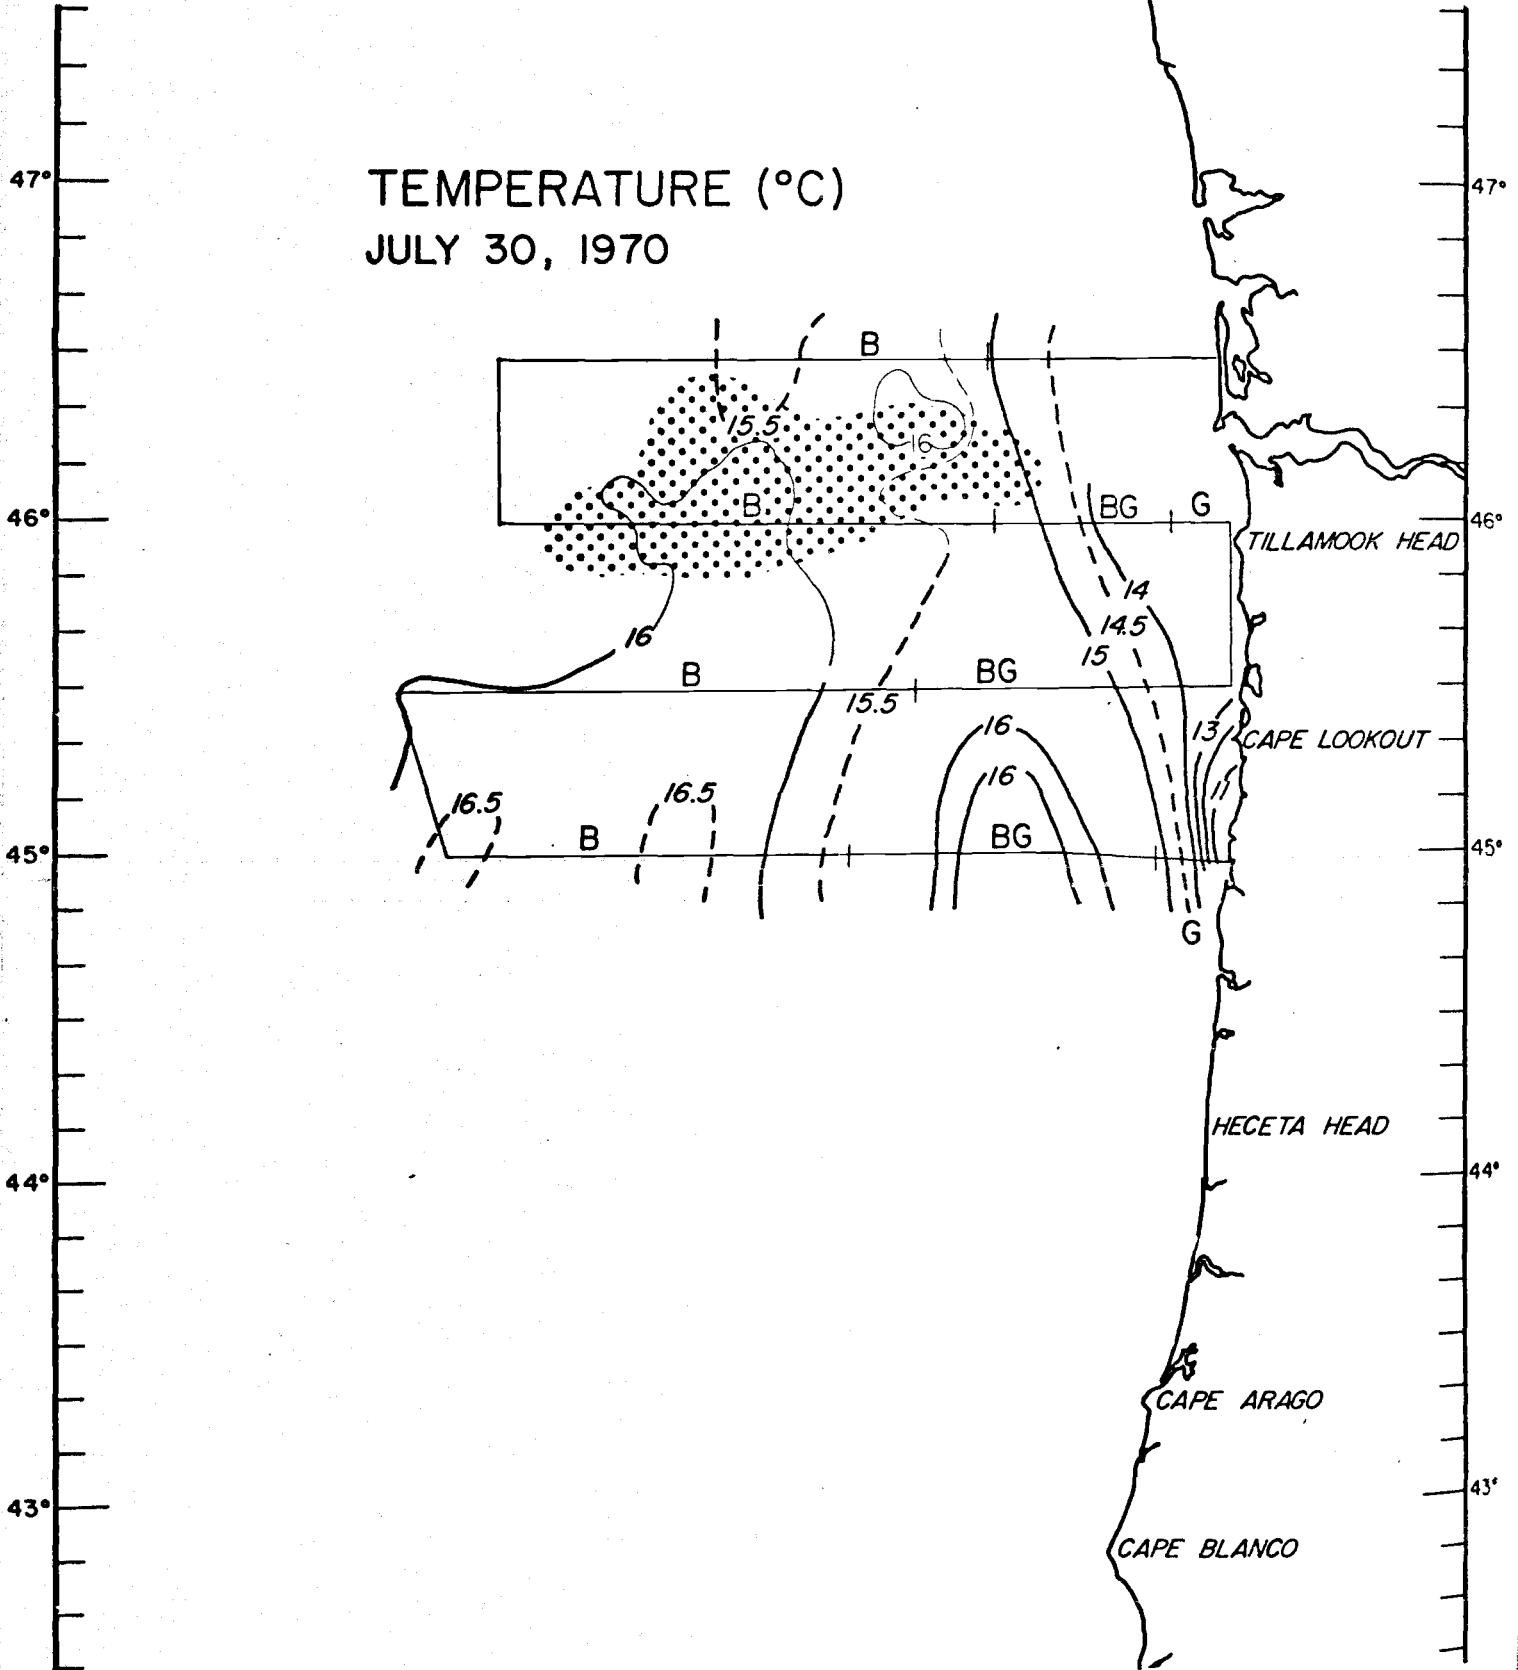 47°
47°
TEMPERATURE (°C)
JULY 30, 1970
B
15.5
16
B
BG
G
46°
46°
TILLAMOOK HEAD
14
14.5
16
15
B
BG
15.5
16
13
CAPE LOOKOUT
16
11
16.5
16.5
B
BG
45°
45°
G
HECETA HEAD
44°
44°
CAPE ARAGO
43°
43°
CAPE BLANCO